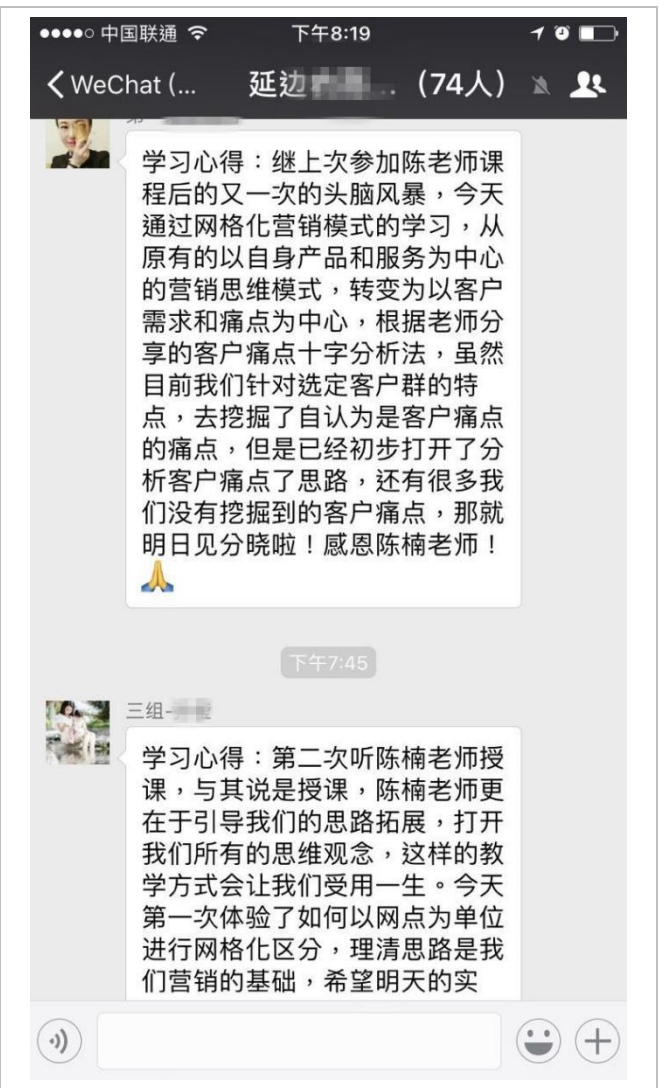 中国联通 下午8:19
WeChat (... 延边 ... (74人)
学习心得：继上次参加陈老师课
程后的又一次的头脑风暴，今天
通过网格化营销模式的学习，从
原有的以自身产品和服务为中心
的营销思维模式，转变为以客户
需求和痛点为中心，根据老师分
享的客户痛点十字分析法，虽然
目前我们针对选定客户群的特
点，去挖掘了自认为是客户痛点
的痛点，但是已经初步打开了分
析客户痛点了思路，还有很多我
们没有挖掘到的客户痛点，那就
明日见分晓啦！感恩陈楠老师！
🙏
下午7:45
三组-
学习心得：第二次听陈楠老师授
课，与其说是授课，陈楠老师更
在于引导我们的思路拓展，打开
我们所有的思维观念，这样的教
学方式会让我们受用一生。今天
第一次体验了如何以网点为单位
进行网格化区分，理清思路是我
们营销的基础，希望明天的实